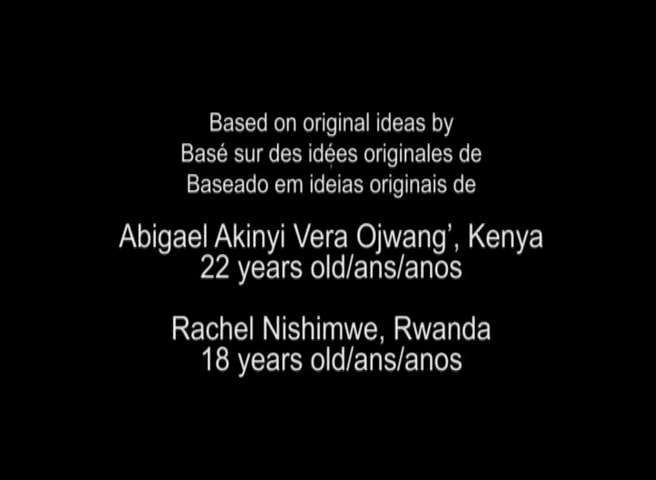 Based on original ideas by
Basé sur des idées originales de
Baseado em ideias originais de
Abigael Akinyi Vera Ojwang’, Kenya
22 years old/ans/anos
Rachel Nishimwe, Rwanda
18 years old/ans/anos